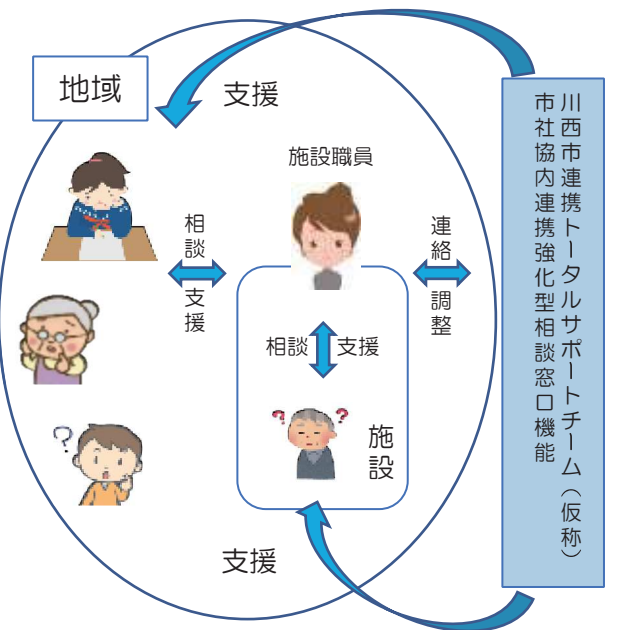 地域
支援
施設職員
相談
支援
連絡
調整
相談
支援
？
？
？
施設
支援
川西市連携トータルサポートチーム（仮称）
市社協内連携強化型相談窓口機能